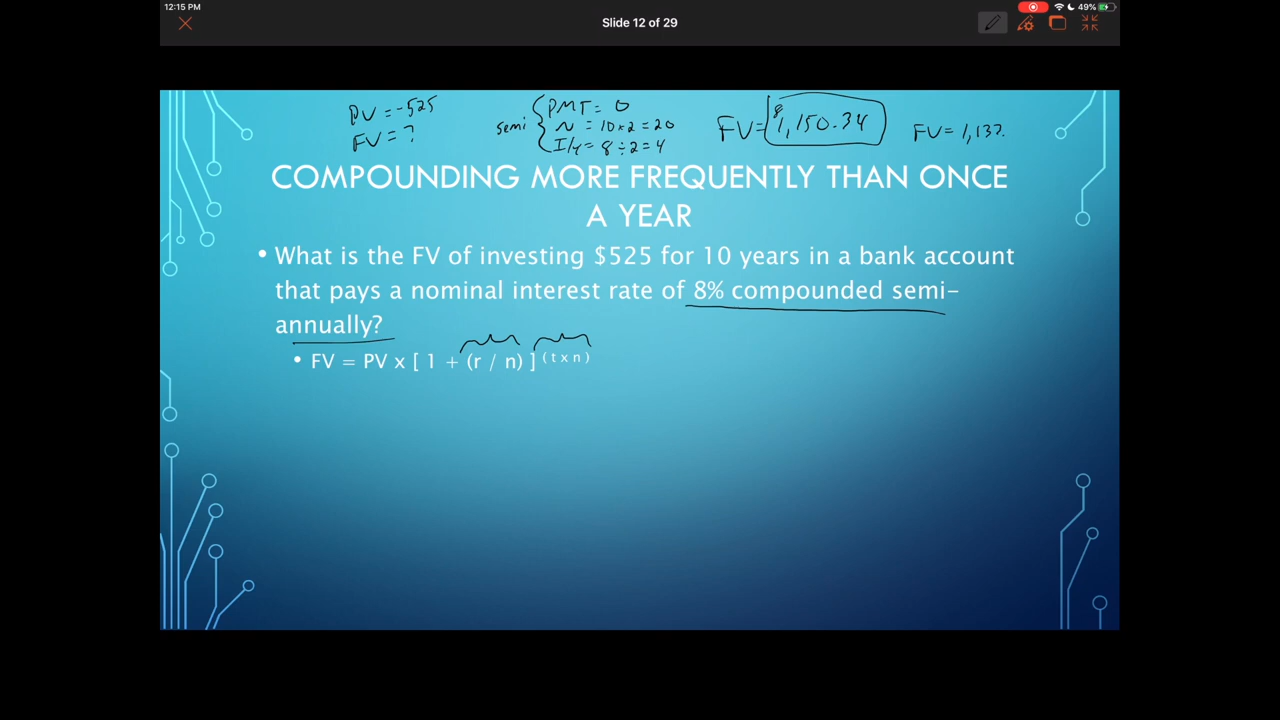 12:15 PM
49%
Slide 12 of 29
PV = -525
FV = ?
semi
PMT = 0
N = 10×2 = 20
I/Y = 8 ÷ 2 = 4
FV = $1,150.34
FV = 1,133.
COMPOUNDING MORE FREQUENTLY THAN ONCE
A YEAR
• What is the FV of investing $525 for 10 years in a bank account
that pays a nominal interest rate of 8% compounded semi-
annually?
• FV = PV x [ 1 + (r / n) ] (t x n)